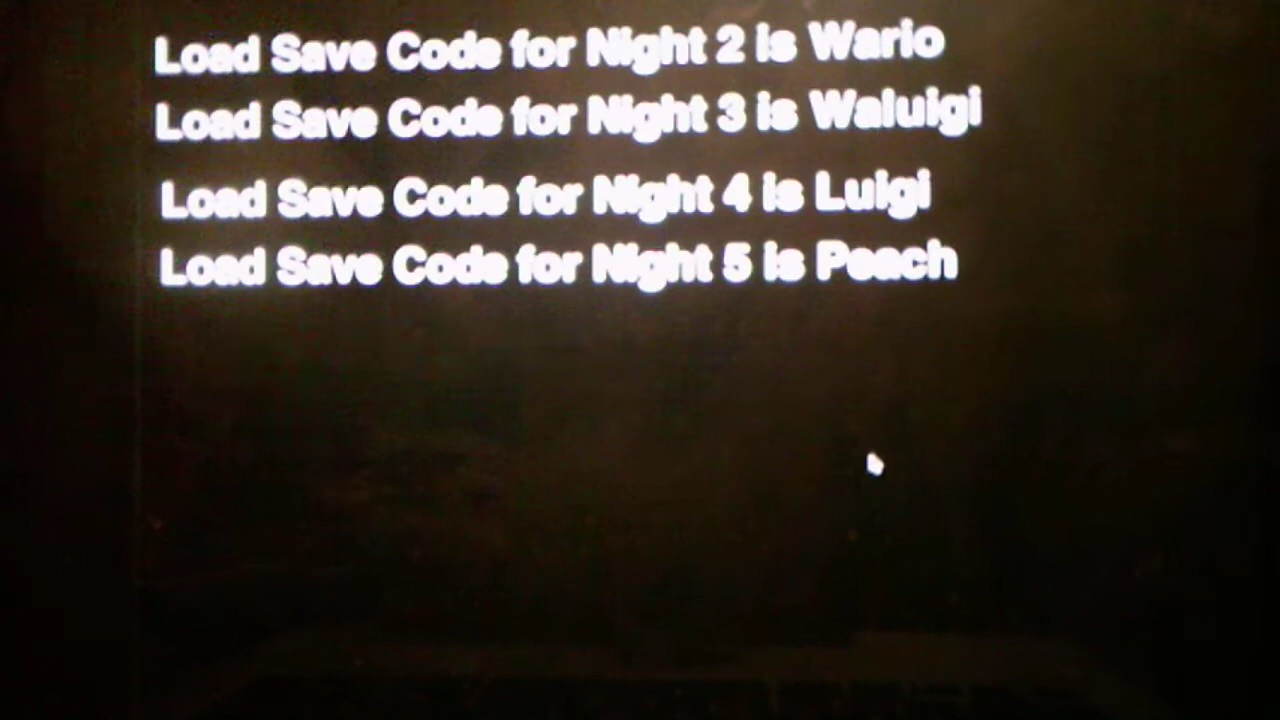 Load Save Code for Night 2 is Wario
Load Save Code for Night 3 is Waluigi
Load Save Code for Night 4 is Luigi
Load Save Code for Night 5 is Peach